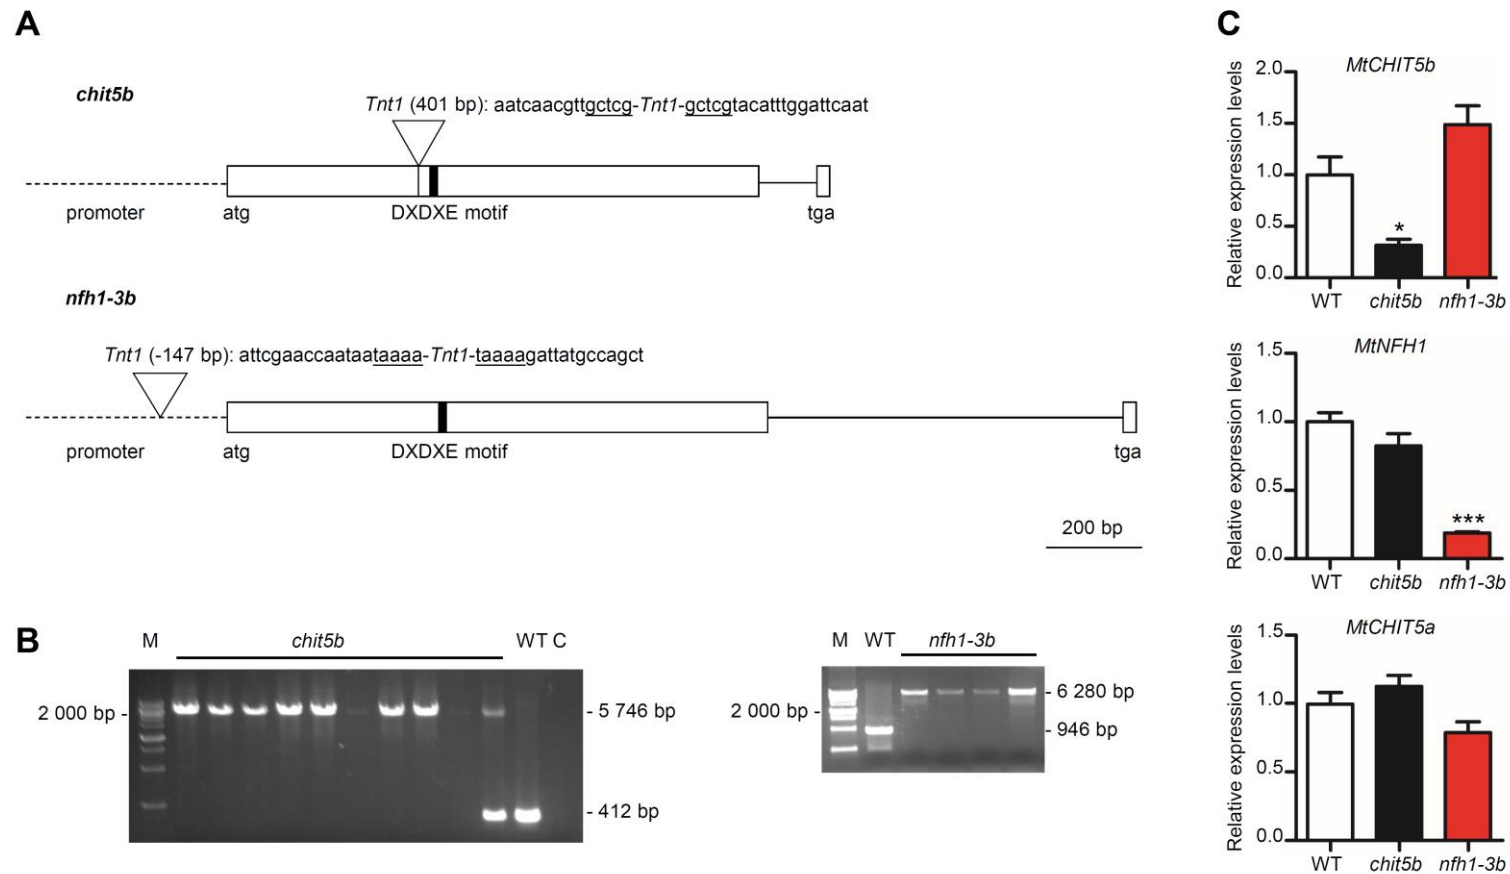 A
chit5b
Tnt1 (401 bp): aatcaacgttgctcg-Tnt1-gctcgtacatttggattcaat
promoter
atg
DXDXE motif
tga
nfh1-3b
Tnt1 (-147 bp): attcgaaccaataataaaa-Tnt1-taaaagattatgccagct
promoter
atg
DXDXE motif
tga
200 bp
B
M chit5b WT C
2 000 bp -
- 5 746 bp
- 412 bp
M WT nfh1-3b
2 000 bp -
- 6 280 bp
- 946 bp
C
MtCHIT5b
Relative expression levels
2.0
1.5
1.0
0.5
0.0
*
WT chit5b nfh1-3b
MtNFH1
Relative expression levels
1.5
1.0
0.5
0.0
***
WT chit5b nfh1-3b
MtCHIT5a
Relative expression levels
1.5
1.0
0.5
0.0
WT chit5b nfh1-3b